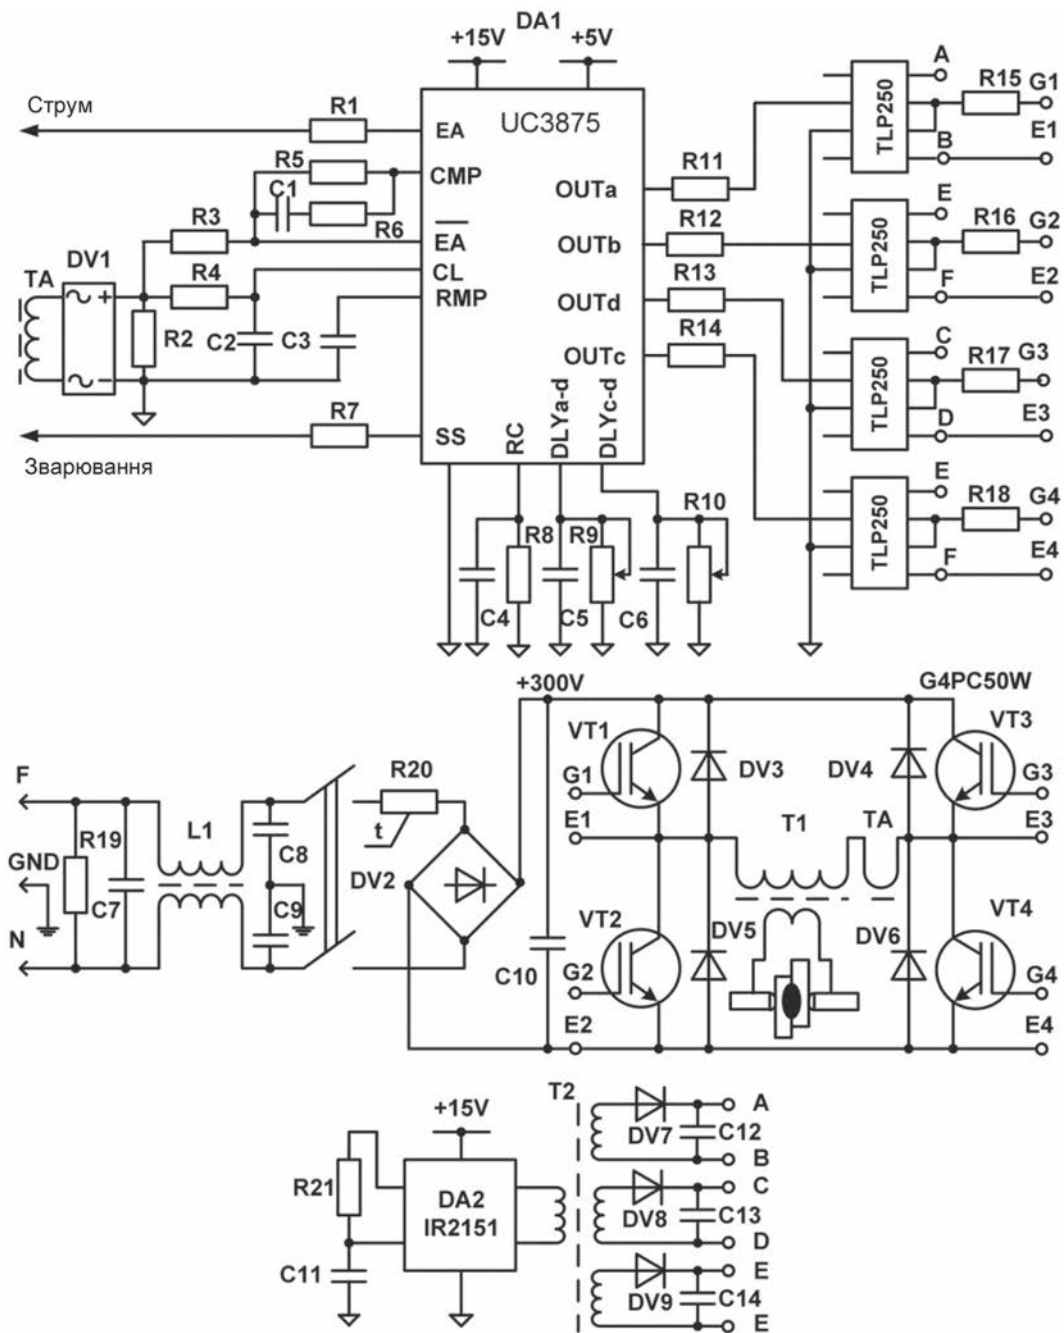 DA1
+15V
+5V
Струм
R1
EA
UC3875
R5
CMP
C1
R6
R3
EA
DV1
R4
CL
TA
RMP
R2
C2
C3
R7
SS
Зварювання
RC
DLYa-d
DLYc-d
OUTa
OUTb
OUTd
OUTc
R11
R12
R13
R14
TLP250
A
R15
G1
E1
B
TLP250
E
R16
G2
F
E2
TLP250
C
R17
G3
D
E3
TLP250
E
R18
G4
F
E4
R8
R9
R10
C4
C5
C6
+300V
G4PC50W
VT1
VT3
F
R20
G1
DV3
DV4
G3
R19
L1
t
E1
T1
TA
E3
GND
C8
DV2
C7
C9
VT2
DV5
DV6
VT4
N
C10
G2
G4
E2
E4
T2
+15V
A
DV7
C12
B
R21
DA2
IR2151
C
DV8
C13
D
C11
E
DV9
C14
E